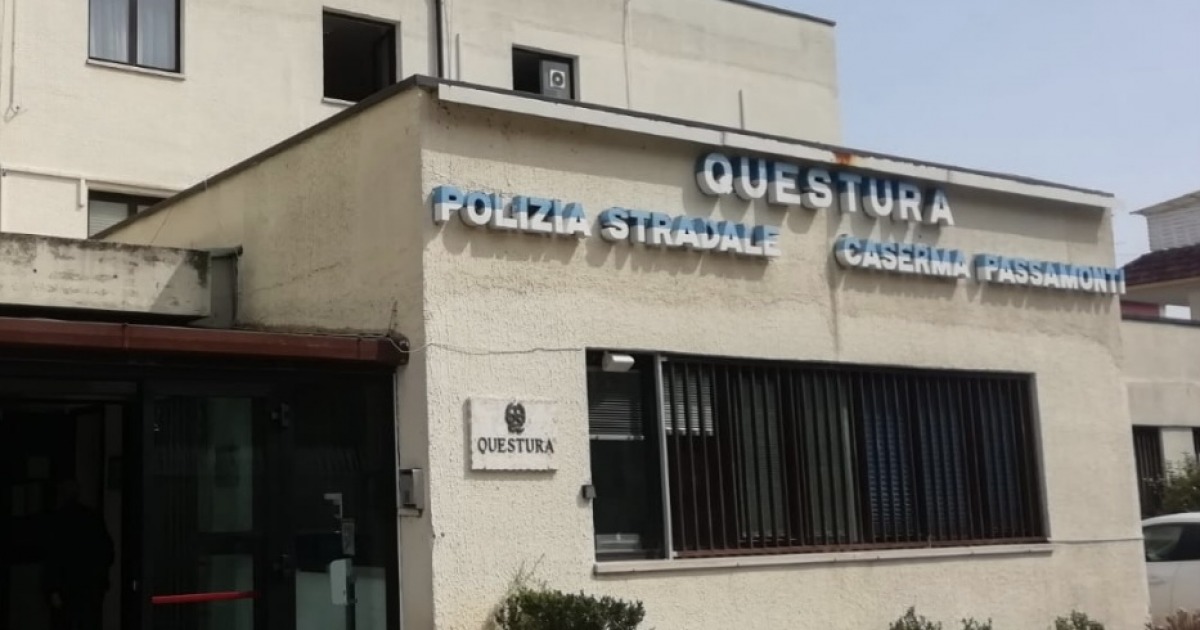 QUESTURA
POLIZIA STRADALE
CASERMA PASSAMONTI
QUESTURA